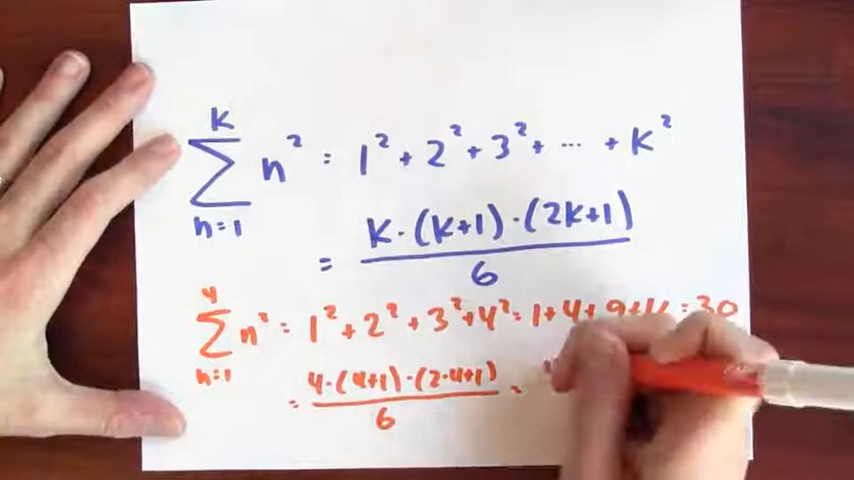 K
∑ n² = 1² + 2² + 3² + ... + K²
n=1
= K·(K+1)·(2K+1)
6
4
∑ n² = 1² + 2² + 3² + 4² = 1+4+9+16 = 30
n=1
= 4·(4+1)·(2·4+1) =
6